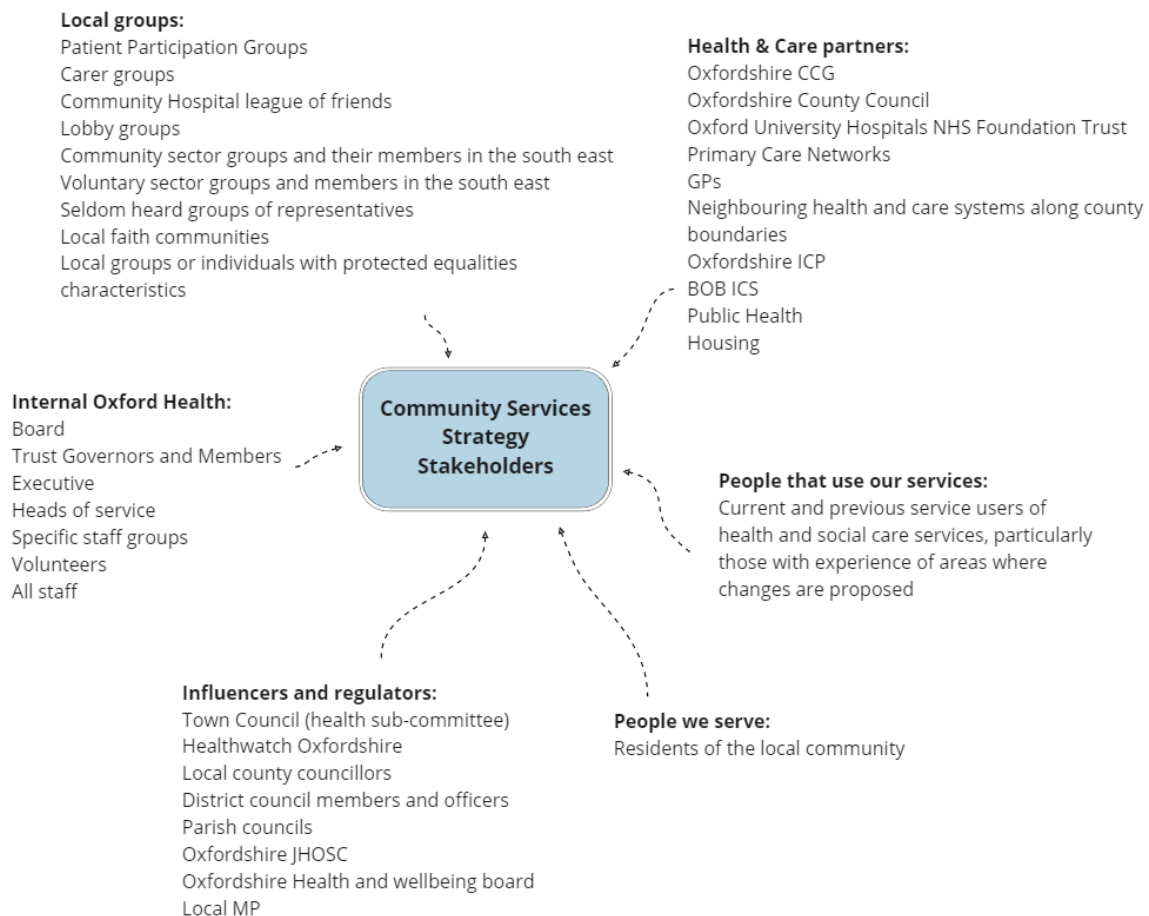 Local groups:
Patient Participation Groups
Carer groups
Community Hospital league of friends
Lobby groups
Community sector groups and their members in the south east
Voluntary sector groups and members in the south east
Seldom heard groups of representatives
Local faith communities
Local groups or individuals with protected equalities
characteristics
Health & Care partners:
Oxfordshire CCG
Oxfordshire County Council
Oxford University Hospitals NHS Foundation Trust
Primary Care Networks
GPs
Neighbouring health and care systems along county
boundaries
Oxfordshire ICP
BOB ICS
Public Health
Housing
Internal Oxford Health:
Board
Trust Governors and Members
Executive
Heads of service
Specific staff groups
Volunteers
All staff
Community Services
Strategy
Stakeholders
People that use our services:
Current and previous service users of
health and social care services, particularly
those with experience of areas where
changes are proposed
Influencers and regulators:
Town Council (health sub-committee)
Healthwatch Oxfordshire
Local county councillors
District council members and officers
Parish councils
Oxfordshire JHOSC
Oxfordshire Health and wellbeing board
Local MP
People we serve:
Residents of the local community